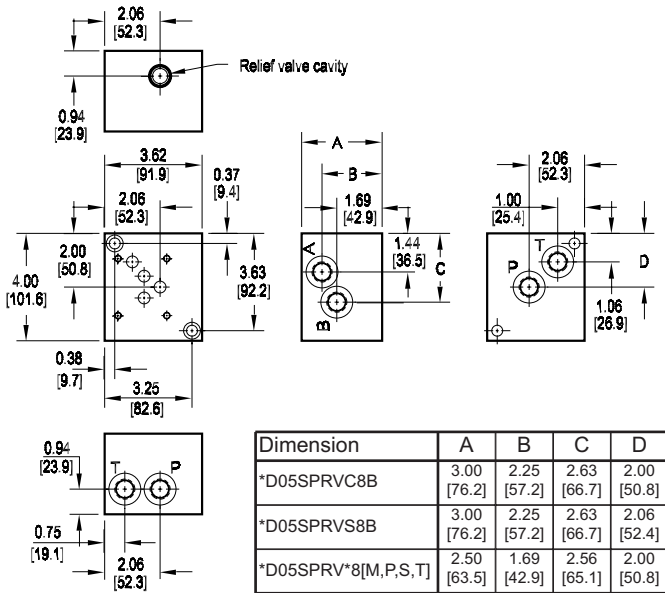 2.06
[52.3]
Relief valve cavity
0.94
[23.9]
3.62
[91.9]
2.06
[52.3]
0.37
[9.4]
2.00
[50.8]
4.00
[101.6]
3.63
[92.2]
0.38
[9.7]
3.25
[82.6]
A
B
1.69
[42.9]
1.44
[36.5]
C
A
B
2.06
[52.3]
1.00
[25.4]
T
P
D
1.06
[26.9]
0.94
[23.9]
T P
0.75
[19.1]
2.06
[52.3]
Dimension A B C D
*D05SPRVC8B 3.00 [76.2] 2.25 [57.2] 2.63 [66.7] 2.00 [50.8]
*D05SPRVS8B 3.00 [76.2] 2.25 [57.2] 2.63 [66.7] 2.06 [52.4]
*D05SPRV*8[M,P,S,T] 2.50 [63.5] 1.69 [42.9] 2.56 [65.1] 2.00 [50.8]